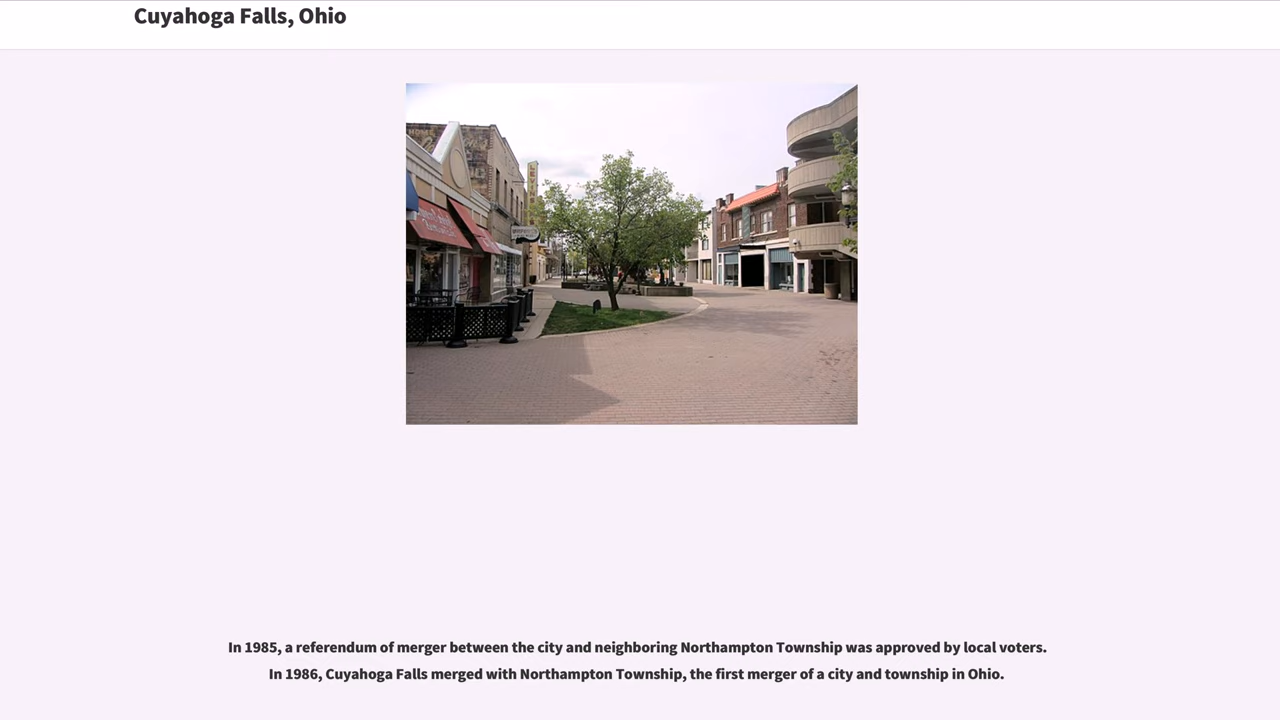 Cuyahoga Falls, Ohio
HOME
In 1985, a referendum of merger between the city and neighboring Northampton Township was approved by local voters.
In 1986, Cuyahoga Falls merged with Northampton Township, the first merger of a city and township in Ohio.